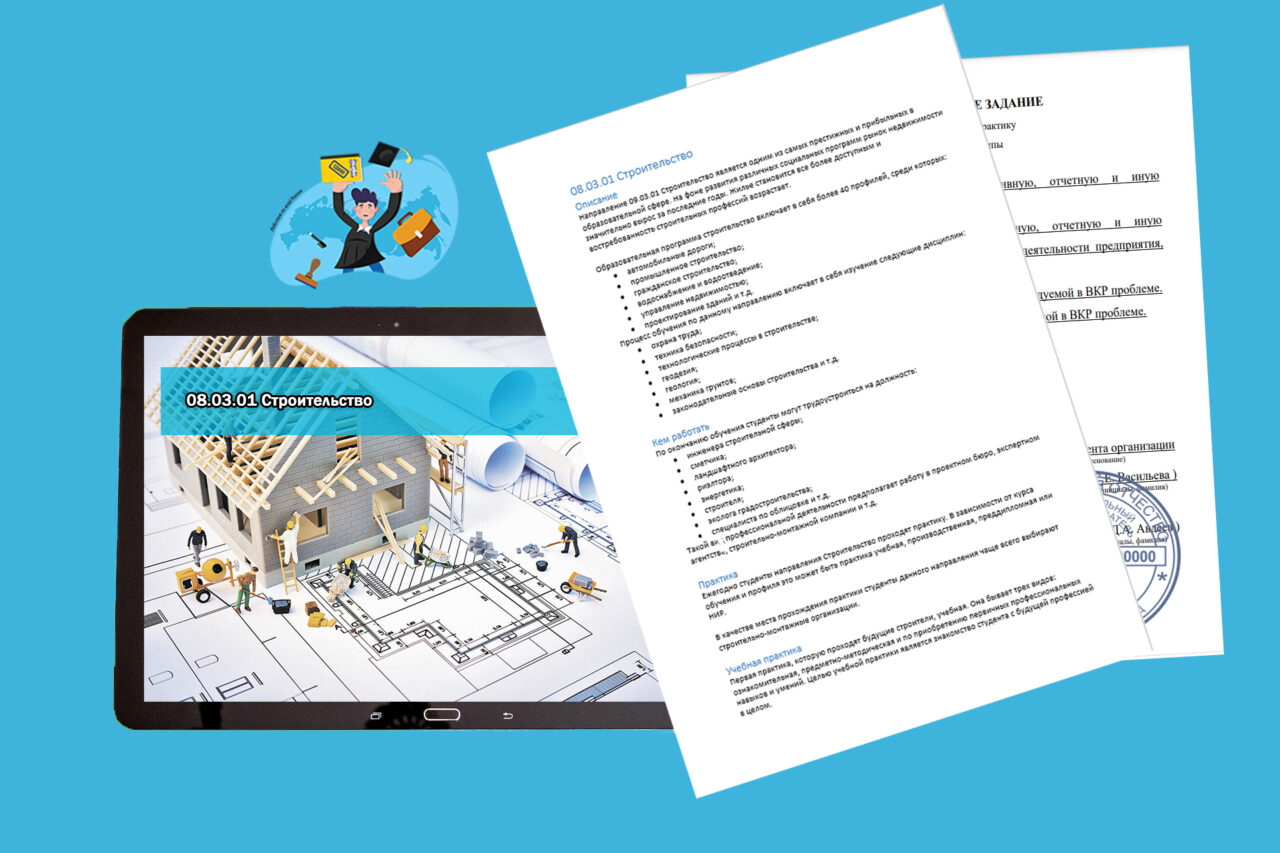 08.03.01 Строительство
08.03.01 Строительство
Описание
Направление 09.03.01 Строительство является одним из самых престижных и прибыльных в
образовательной сфере. На фоне развития различных социальных программ рынок недвижимости
значительно вырос за последние годы. Жилье становится все более доступным и
востребованность строительных профессий возрастает.
Образовательная программа строительство включает в себя более 40 профилей, среди которых:
автомобильные дороги;
промышленное строительство;
гражданское строительство;
водоснабжение и водоотведение;
управление недвижимостью;
проектирование зданий и т.д.
Процесс обучения по данному направлению включает в себя изучение следующие дисциплин:
охрана труда;
техника безопасности;
технологические процессы в строительстве;
геодезия;
геология;
механика грунтов;
законодательные основы строительства и т.д.
Кем работать
По окончанию обучения студенты могут трудоустроиться на должность:
инженера строительной сферы;
сметчика;
ландшафтного архитектора;
риэлтора;
энергетика;
строителя;
эколога градостроительства;
специалиста по облицовке и т.д.
Такой профессиональной деятельности предполагает работу в проектном бюро, экспертном
агентстве, строительно-монтажной компании и т.д.
Практика
Ежегодно студенты направления Строительство проходят практику. В зависимости от курса
обучения и профиля это может быть практика учебная, производственная, преддипломная или
НИР.
В качестве места прохождения практики студенты данного направления чаще всего выбирают
строительно-монтажные организации.
Учебная практика
Первая практика, которую проходят будущие строители, учебная. Она бывает трех видов:
ознакомительная, предметно-методическая и по приобретению первичных профессиональных
навыков и умений. Целью учебной практики является знакомство студента с будущей профессией
в целом.
Е ЗАДАНИЕ
рактику
ппы
ивную, отчетную и иную
ную, отчетную и иную
деятельности предприятия,
дуемой в ВКР проблеме.
ой в ВКР проблеме.
ента организации
Е. Васильева )
Д.А. Авдеев )
0000